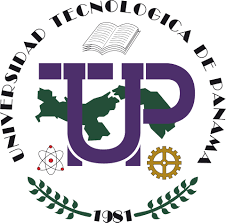 UNIVERSIDAD TECNOLOGICA DE PANAMA
UTP
1981